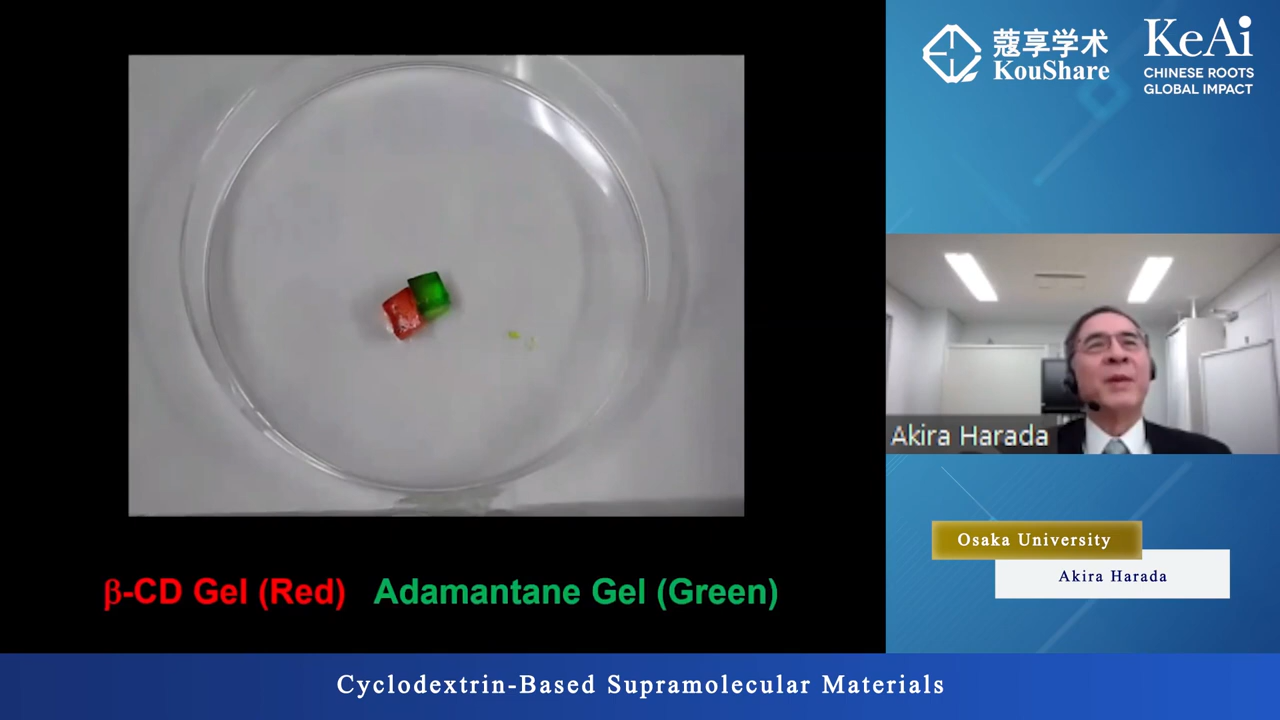 β-CD Gel (Red) Adamantane Gel (Green)
蔻享学术
KouShare
KeAi
CHINESE ROOTS
GLOBAL IMPACT
Akira Harada
Osaka University
Akira Harada
Cyclodextrin-Based Supramolecular Materials